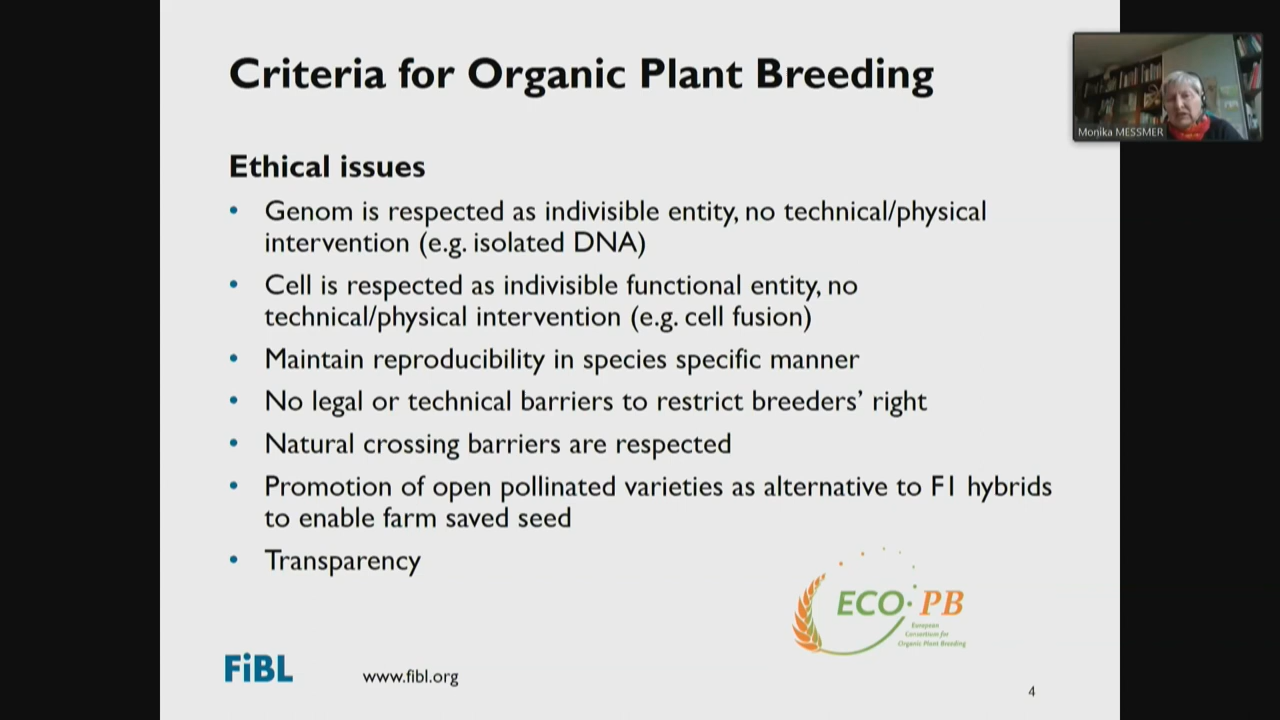 Criteria for Organic Plant Breeding
Monika MESSMER
Ethical issues
• Genom is respected as indivisible entity, no technical/physical
intervention (e.g. isolated DNA)
• Cell is respected as indivisible functional entity, no
technical/physical intervention (e.g. cell fusion)
• Maintain reproducibility in species specific manner
• No legal or technical barriers to restrict breeders’ right
• Natural crossing barriers are respected
• Promotion of open pollinated varieties as alternative to F1 hybrids
to enable farm saved seed
• Transparency
ECO·PB
European
Consortium for
Organic Plant Breeding
FiBL
www.fibl.org
4